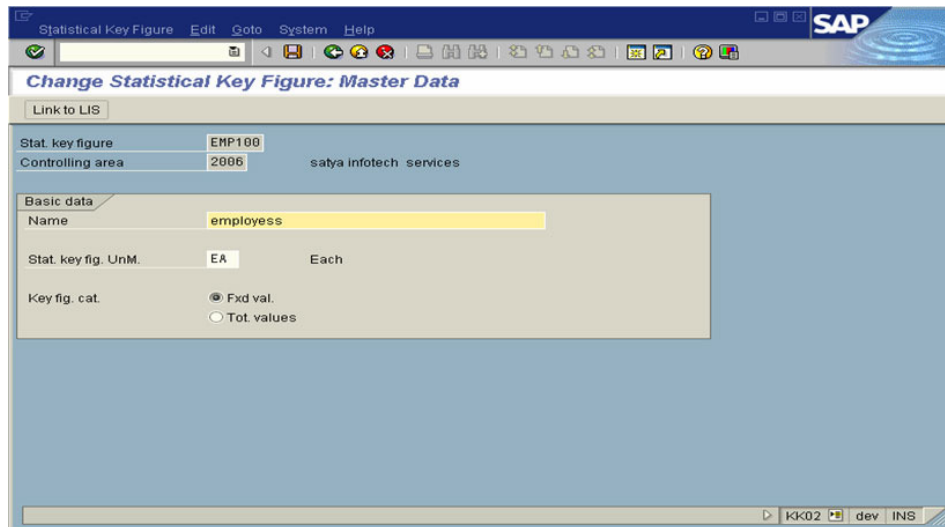 Statistical Key Figure Edit Goto System Help
SAP
Change Statistical Key Figure: Master Data
Link to LIS
Stat. key figure EMP100
Controlling area 2006 satya infotech services
Basic data
Name employess
Stat. key fig. UnM. EA Each
Key fig. cat. Fxd val.
Tot. values
KK02 dev INS